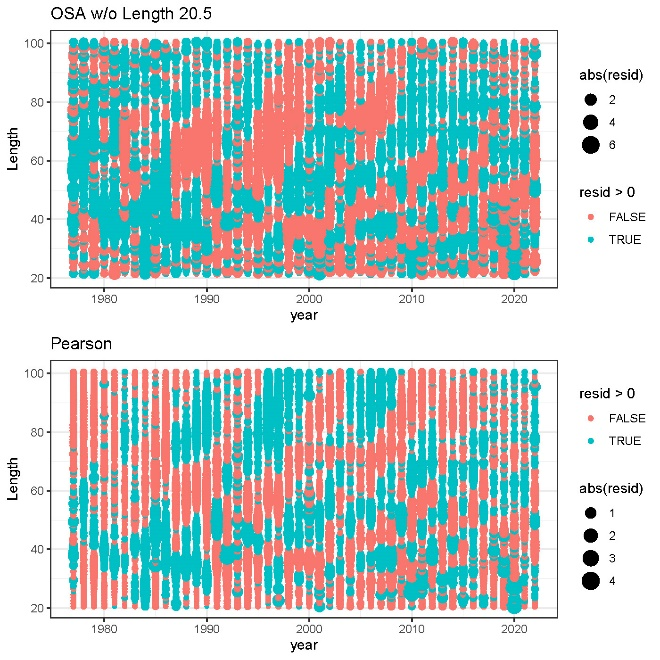 OSA w/o Length 20.5
100
80
60
40
20
Length
1980
1990
2000
2010
2020
year
abs(resid)
2
4
6
resid > 0
FALSE
TRUE
Pearson
100
80
60
40
20
Length
1980
1990
2000
2010
2020
year
resid > 0
FALSE
TRUE
abs(resid)
1
2
3
4